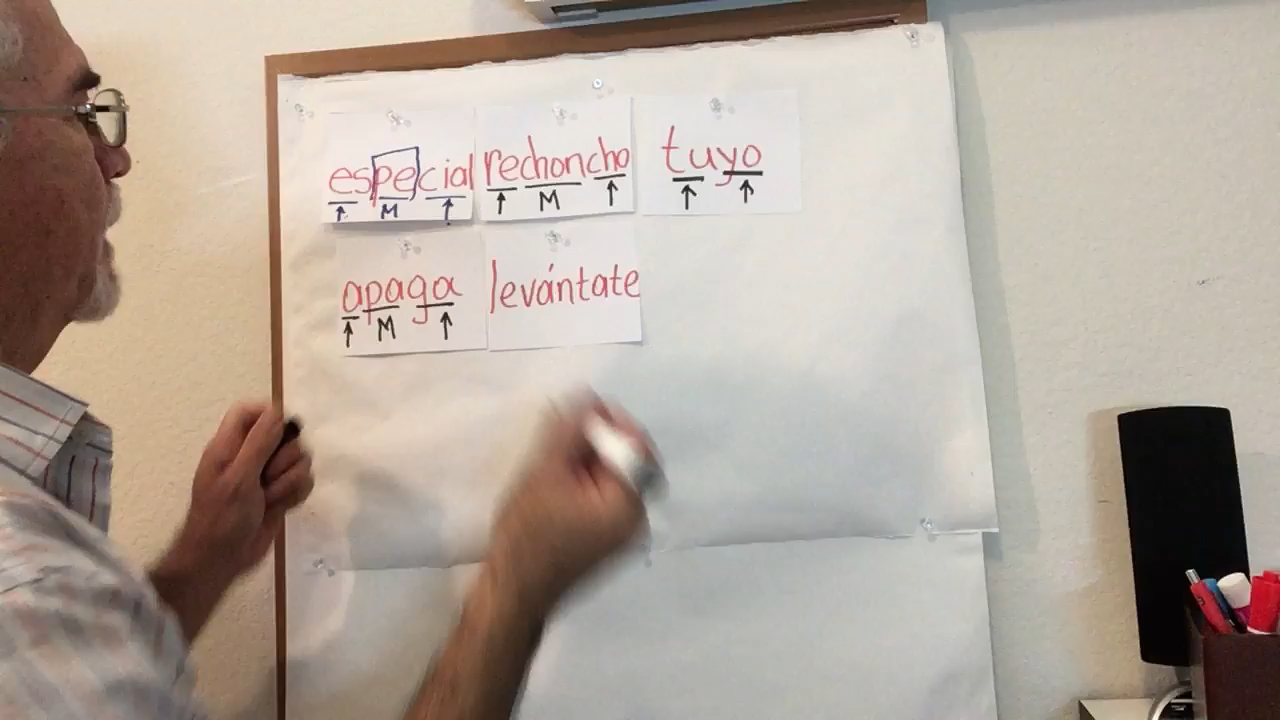 especial rechoncho tuyo
↑ M ↑ ↑ M ↑ ↑ ↑
apaga levántate
↑ M ↑